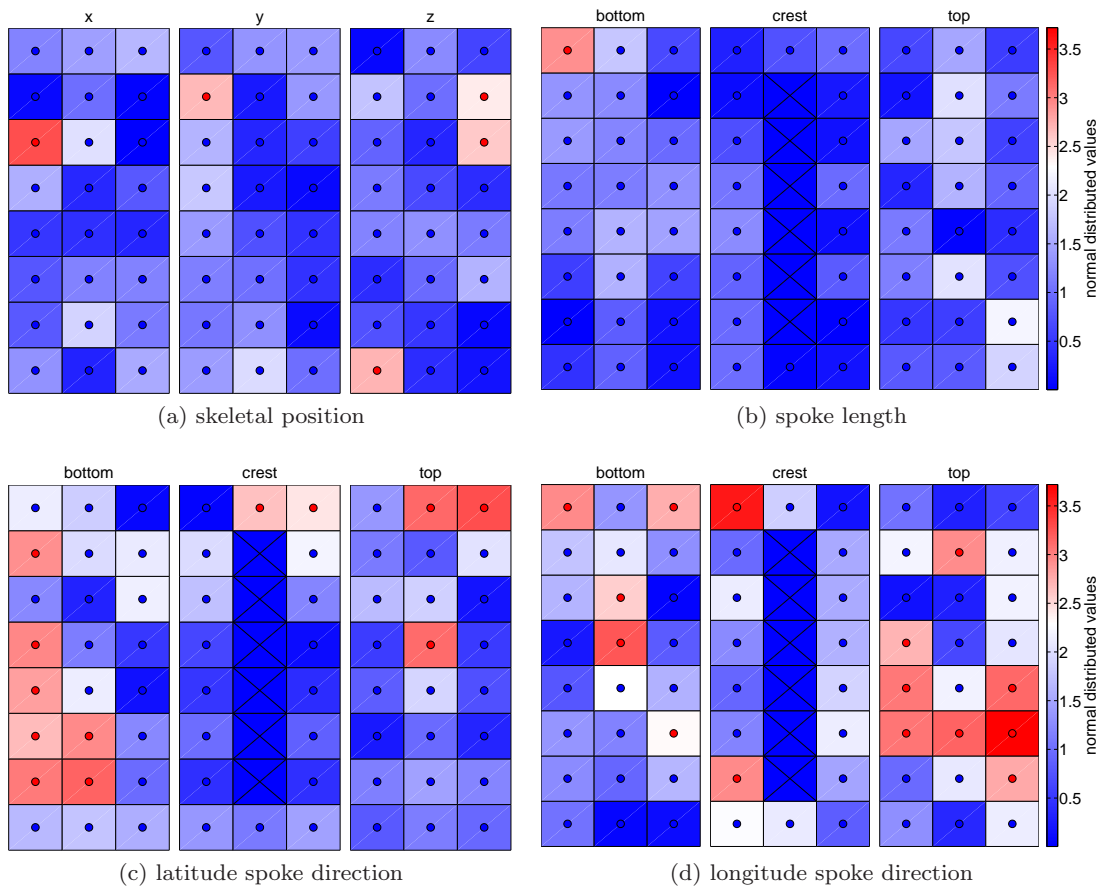 x y z
bottom crest top
3.5
3
2.5
2
1.5
1
0.5
normal distributed values
(a) skeletal position
(b) spoke length
bottom crest top
bottom crest top
3.5
3
2.5
2
1.5
1
0.5
normal distributed values
(c) latitude spoke direction
(d) longitude spoke direction